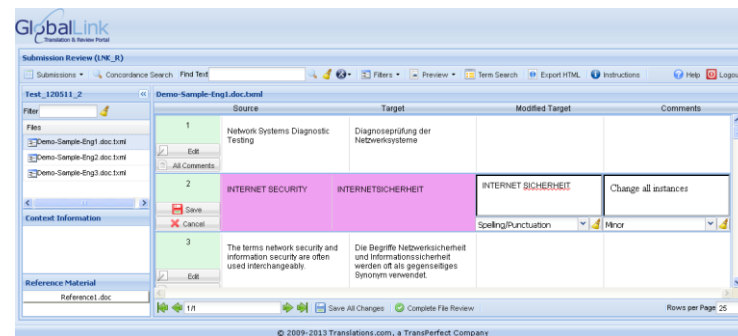 GlobalLink
Translation & Review Portal
Submission Review (LNK_R)
Submissions Concordance Search Find Text Filters Preview Term Search Export HTML Instructions Help Logout
Test_120511_2 « Demo-Sample-Eng1.doc.txml
Filter
Source Target Modified Target Comments
Files
Demo-Sample-Eng1.doc.txml
Demo-Sample-Eng2.doc.txml
Demo-Sample-Eng3.doc.txml
1
Network Systems Diagnostic
Testing
Diagnoseprüfung der
Netzwerksysteme
Edit
All Comments
2
INTERNET SECURITY
INTERNETSICHERHEIT
INTERNET SICHERHEIT
Change all instances
Save
Cancel
Spelling/Punctuation
Minor
Context Information
3
The terms network security and
information security are often
used interchangeably.
Die Begriffe Netzwerksicherheit
und Informationssicherheit
werden oft als gegenseitiges
Synonym verwendet.
Edit
Reference Material
Reference1.doc
1/1 Save All Changes Complete File Review Rows per Page 25
© 2009-2013 Translations.com, a TransPerfect Company